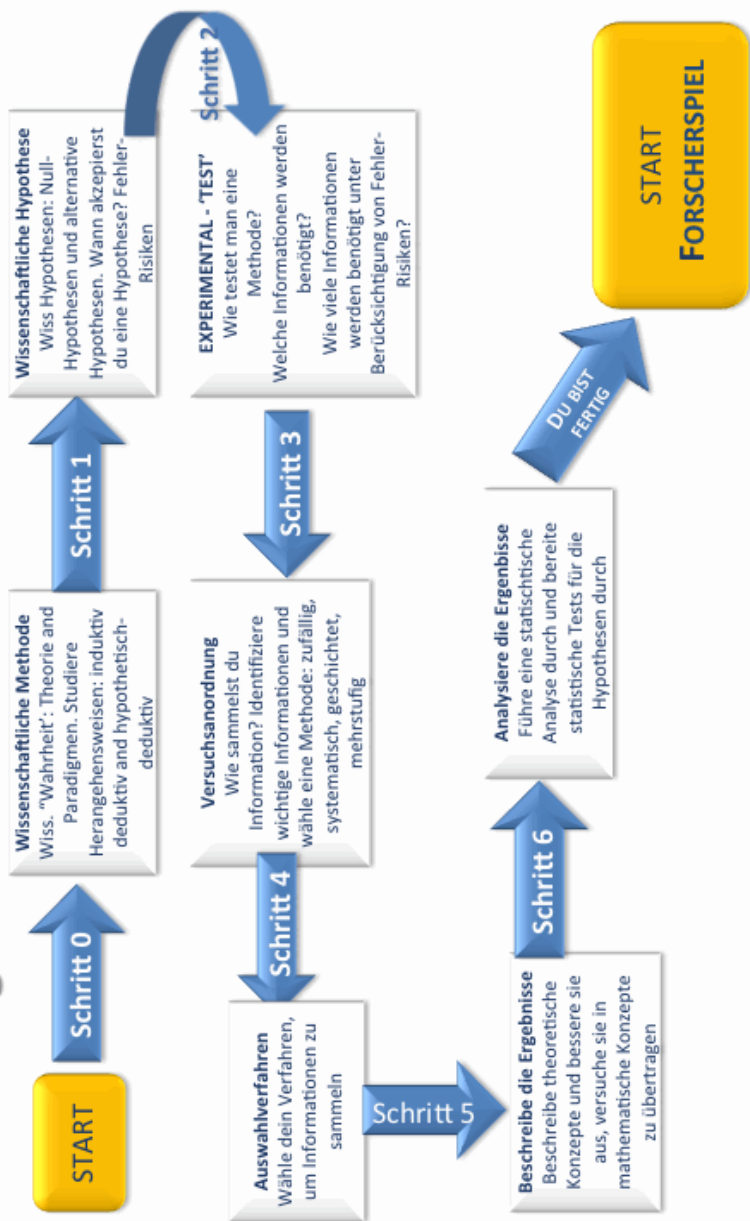 START
Schritt 0
Wissenschaftliche Methode
Wiss. "Wahrheit': Theorie and
Paradigmen. Studiere
Herangehensweisen: induktiv
deduktiv and hypothetisch-
deduktiv
Schritt 1
Wissenschaftliche Hypothese
Wiss Hypothesen: Null-
Hypothesen und alternative
Hypothesen. Wann akzepierst
du eine Hypothese? Fehler-
Risiken
Schritt 2
EXPERIMENTAL - 'TEST'
Wie testet man eine
Methode?
Welche Informationen werden
benötigt?
Wie viele Informationen
werden benötigt unter
Berücksichtigung von Fehler-
Risiken?
Schritt 3
Versuchsanordnung
Wie sammelst du
Information? Identifiziere
wichtige Informationen und
wähle eine Methode: zufällig,
systematisch, geschichtet,
mehrstufig
Schritt 4
Auswahlverfahren
Wähle dein Verfahren,
um Informationen zu
sammeln
Schritt 5
Beschreibe die Ergebnisse
Beschreibe theoretische
Konzepte und bessere sie
aus, versuche sie in
mathematische Konzepte
zu übertragen
Schritt 6
Analysiere die Ergenbisse
Führe eine statischtische
Analyse durch und bereite
statistische Tests für die
Hypothesen durch
DU BIST
FERTIG
START
FORSCHERSPIEL